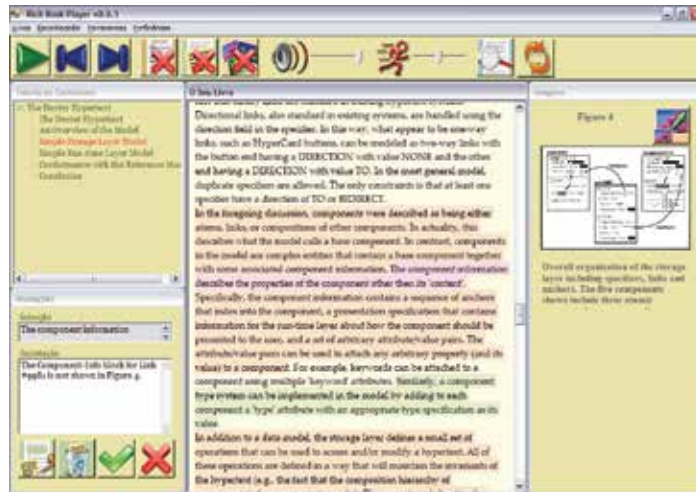 Rich Book Player v0.2.1
O Seu Livro
The Dexter Hypertext
The Dexter Hypertext
An Overview of the Model
Simple Storage Layer Model
Simple Run-time Layer Model
Conformance with the Reference
Conclusion
Directional links, also standard in existing systems, are handled using the
direction field in the specifier. In this way, what appear to be one-way
links, such as HyperCard buttons, can be modeled as two-way links with
the button end having a DIRECTION with value NONE and the other
end having a DIRECTION with value TO. In the most general model,
duplicate specifiers are allowed. The only constraints is that at least one
specifier have a direction of TO or BIDIRECT.
In the foregoing discussion, components were described as being either
atoms, links, or compositions of other components. In actuality, this
describes what the model calls a base component. In contrast, components
in the model are complex entities that contain a base component together
with some associated component information. The component information
describes the properties of the component other then its 'content'.
Specifically, the component information contains a sequence of anchors
that index into the component, a presentation specification that contains
information for the run-time layer about how the component should be
presented to the user, and a set of arbitrary attribute/value pairs. The
attribute/value pairs can be used to attach any arbitrary property (and its
value) to a component. For example, keywords can be attached to a
component using multiple 'keyword' attributes. Similarly, a component
type system can be implemented in the model by adding to each
component a 'type' attribute with an appropriate type specification as its
value.
In addition to a data model, the storage layer defines a small set of
operations that can be used to access and/or modify a hypertext. All of
these operations are defined in a way that will maintain the invariants of
the hypertext (e.g., the fact that the composition hierarchy of
Figure 4
Overall organization of the storage
layer including specifiers, links and
anchors. The five components
shown include three atomic
Anotação
The component information
The Component-Info block for Link
#9981 is not shown in Figure 4.